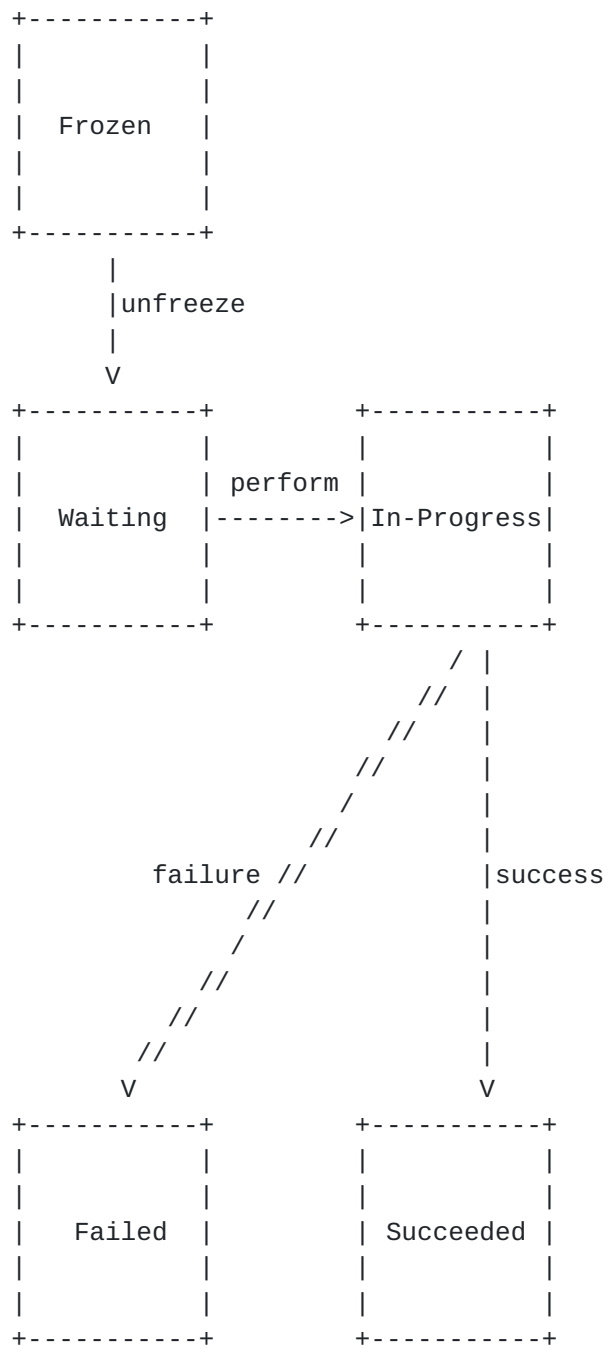 Frozen
unfreeze
perform
Waiting
In-Progress
failure
success
Failed
Succeeded